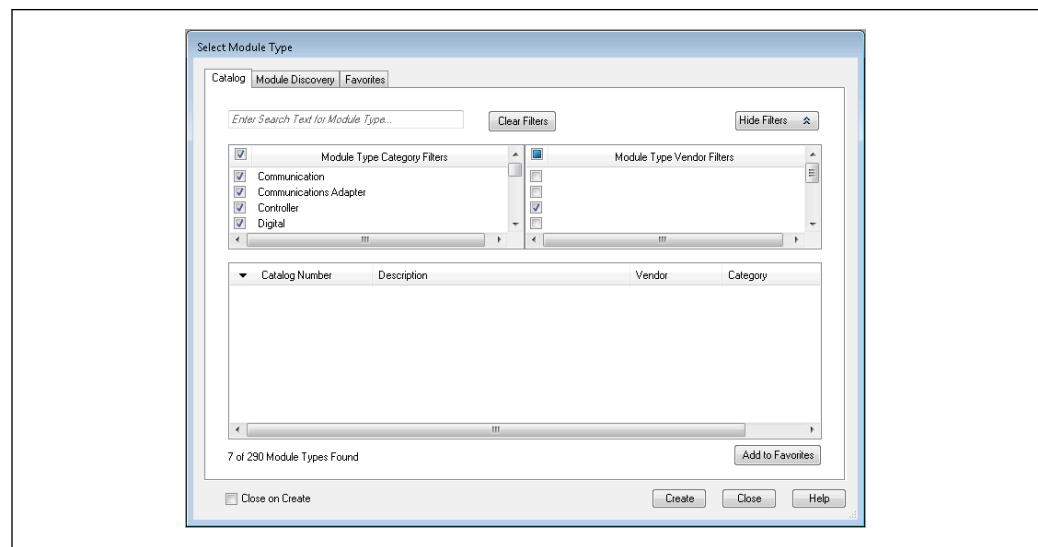 Select Module Type
Catalog Module Discovery Favorites
Enter Search Text for Module Type... Clear Filters Hide Filters
Module Type Category Filters Module Type Vendor Filters
Communication
Communications Adapter
Controller
Digital
Catalog Number Description Vendor Category
7 of 290 Module Types Found Add to Favorites
Close on Create Create Close Help